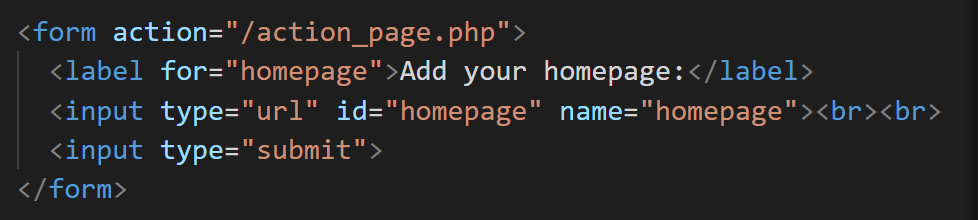 <form action="/action_page.php">
  <label for="homepage">Add your homepage:</label>
  <input type="url" id="homepage" name="homepage"><br><br>
  <input type="submit">
</form>